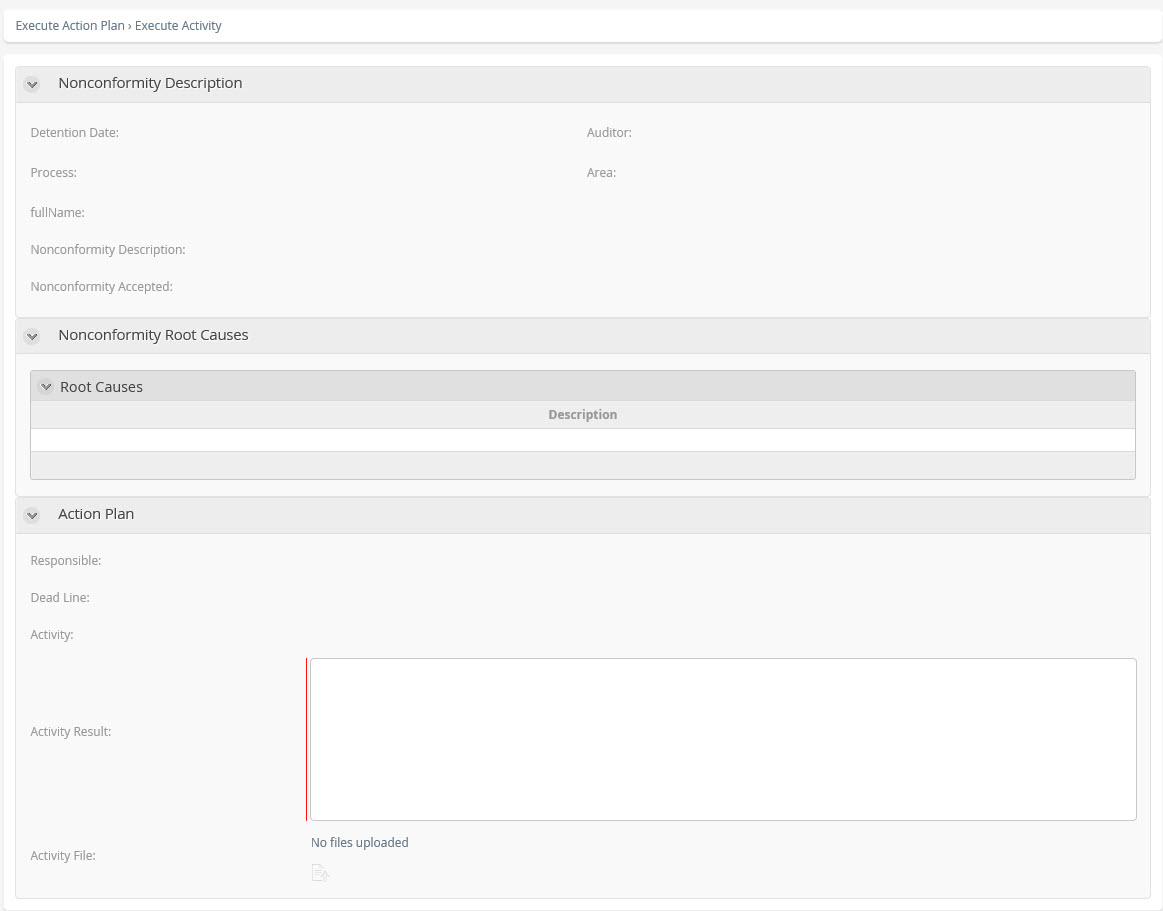 Execute Action Plan › Execute Activity
Nonconformity Description
Detention Date:
Auditor:
Process:
Area:
fullName:
Nonconformity Description:
Nonconformity Accepted:
Nonconformity Root Causes
Root Causes
Description
Action Plan
Responsible:
Dead Line:
Activity:
Activity Result:
No files uploaded
Activity File: